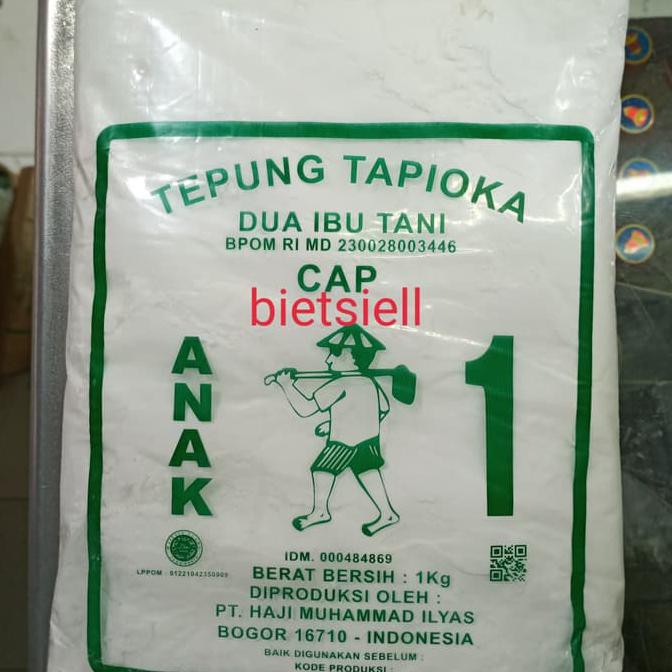 TEPUNG TAPIOKA
DUA IBU TANI
BPOM RI MD 230028003446
CAP
bietsiell
ANAK
1
IDM. 000484869
LPPOM : 01221042350909
BERAT BERSIH : 1Kg
DIPRODUKSI OLEH :
PT. HAJI MUHAMMAD ILYAS
BOGOR 16710 - INDONESIA
BAIK DIGUNAKAN SEBELUM :
KODE PRODUKSI :